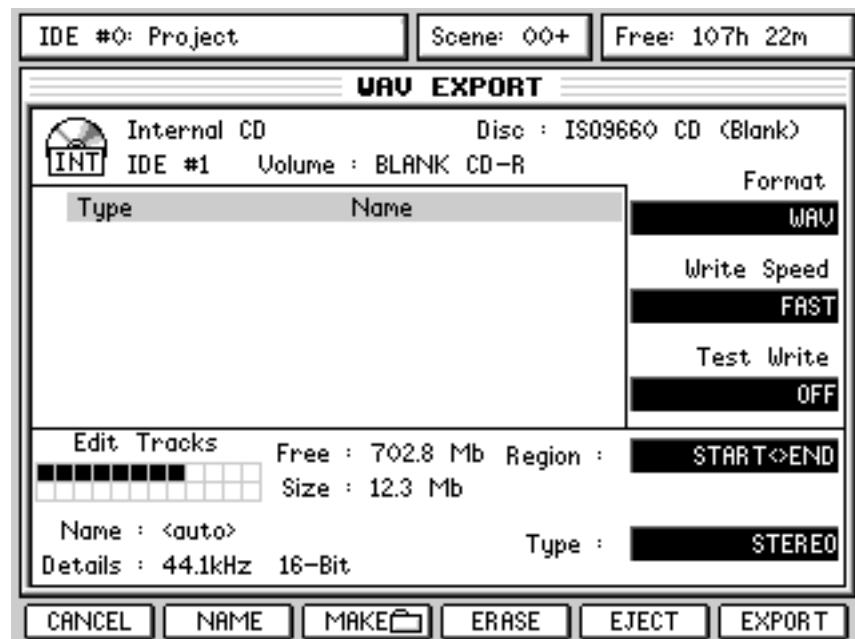 IDE #0: Project
Scene: 00+
Free: 107h 22m
WAV EXPORT
Internal CD
Disc : ISO9660 CD (Blank)
INT
IDE #1
Volume : BLANK CD-R
Type
Name
Format
WAV
Write Speed
FAST
Test Write
OFF
Edit Tracks
Free : 702.8 Mb
Region :
START<>END
Size : 12.3 Mb
Name : <auto>
Type :
STEREO
Details : 44.1kHz 16-Bit
CANCEL
NAME
MAKE
ERASE
EJECT
EXPORT